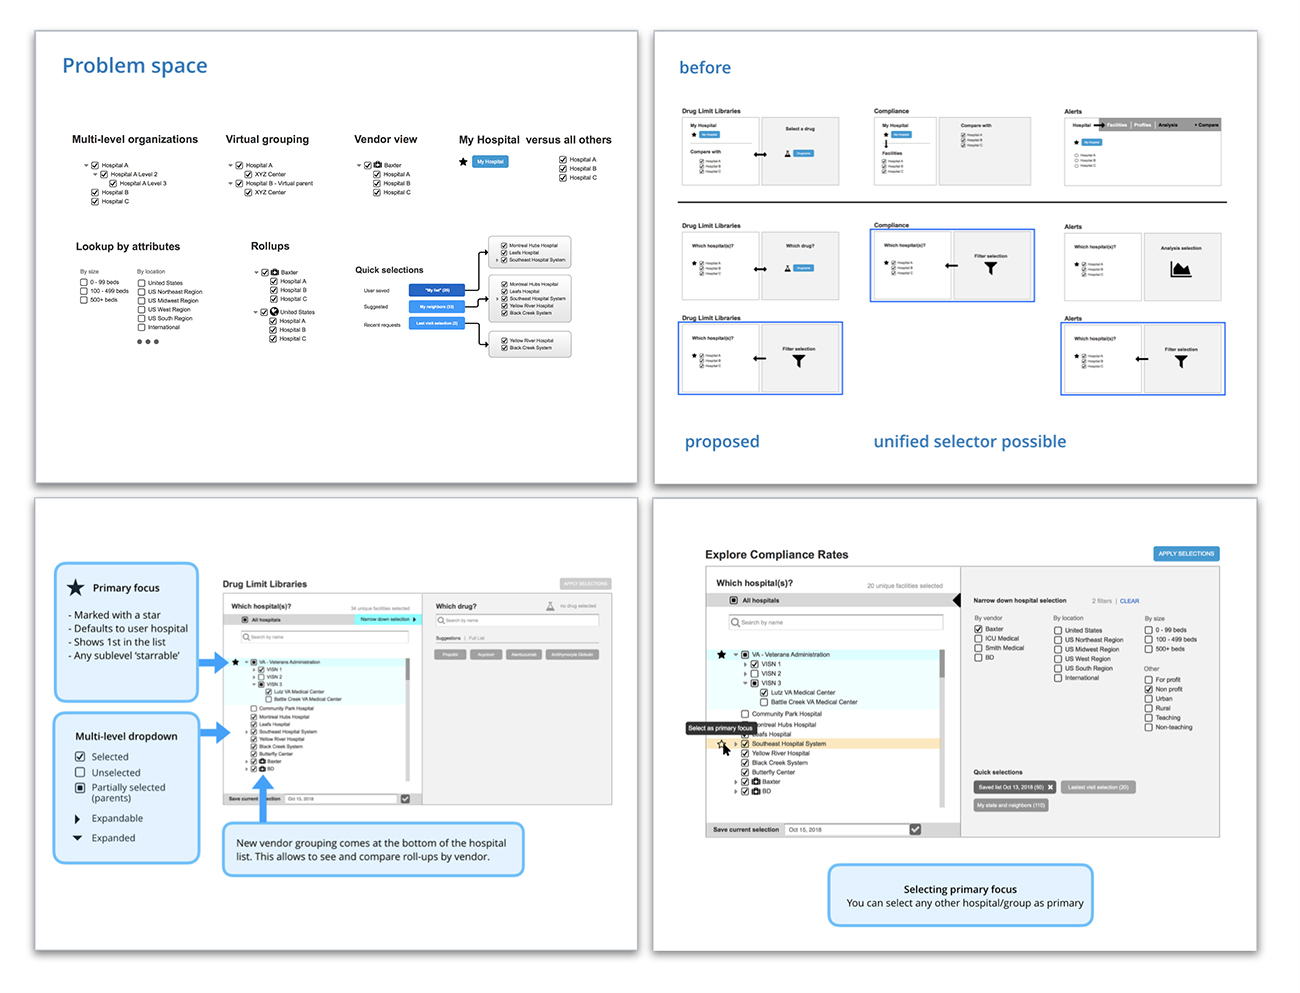 Problem space
Multi-level organizations
Hospital A
Hospital A Level 2
Hospital A Level 3
Hospital B
Hospital C
Virtual grouping
Hospital A
XYZ Center
Hospital B - Virtual parent
XYZ Center
Vendor view
Baxter
Hospital A
Hospital B
Hospital C
My Hospital versus all others
My Hospital
Hospital A
Hospital B
Hospital C
Lookup by attributes
By size
0 - 99 beds
100 - 499 beds
500+ beds
By location
United States
US Northeast Region
US Midwest Region
US West Region
US South Region
International
Rollups
Baxter
Hospital A
Hospital B
Hospital C
United States
Hospital A
Hospital B
Hospital C
Quick selections
User saved
"My list" (20)
Suggested
My neighbors (33)
Recent requests
Last visit selection (2)
Montreal Hubs Hospital
Leafs Hospital
Southeast Hospital System
Montreal Hubs Hospital
Leafs Hospital
Southeast Hospital System
Yellow River Hospital
Black Creek System
Yellow River Hospital
Black Creek System
before
Drug Limit Libraries
My Hospital
My Hospital
Compare with
Hospital A
Hospital B
Hospital C
Select a drug
Compliance
My Hospital
My Hospital
Facilities
Hospital A
Hospital B
Hospital C
Compare with
Hospital A
Hospital B
Hospital C
Alerts
Hospital
Facilities
Profiles
Analysis
+ Compare
My Hospital
Hospital A
Hospital B
Hospital C
Drug Limit Libraries
Which hospital(s)?
Hospital A
Hospital B
Hospital C
Which drug?
Compliance
Which hospital(s)?
Hospital A
Hospital B
Hospital C
Filter selection
Alerts
Which hospital(s)?
Hospital A
Hospital B
Hospital C
Analysis selection
Drug Limit Libraries
Which hospital(s)?
Hospital A
Hospital B
Hospital C
Filter selection
Alerts
Which hospital(s)?
Hospital A
Hospital B
Hospital C
Filter selection
proposed
unified selector possible
Primary focus
- Marked with a star
- Defaults to user hospital
- Shows 1st in the list
- Any sublevel 'starrable'
Multi-level dropdown
Selected
Unselected
Partially selected
(parents)
Expandable
Expanded
Drug Limit Libraries
APPLY SELECTIONS
Which hospital(s)?
34 unique facilities selected
All hospitals
Narrow down selection
Search by name
VA - Veterans Administration
VISN 1
VISN 2
VISN 3
Lutz VA Medical Center
Battle Creek VA Medical Center
Community Park Hospital
Montreal Hubs Hospital
Leafs Hospital
Southeast Hospital System
Yellow River Hospital
Black Creek System
Butterfly Center
Baxter
BD
Save current selection
Oct 15, 2018
Which drug?
no drug selected
Search by name
Suggestions | Full List
Propofol
Alemtuzumab
Antithymocyte Globulin
New vendor grouping comes at the bottom of the hospital
list. This allows to see and compare roll-ups by vendor.
Explore Compliance Rates
APPLY SELECTIONS
Which hospital(s)?
20 unique facilities selected
All hospitals
Search by name
VA - Veterans Administration
VISN 1
VISN 2
VISN 3
Lutz VA Medical Center
Battle Creek VA Medical Center
Community Park Hospital
Montreal Hubs Hospital
Select as primary focus
Leafs Hospital
Southeast Hospital System
Yellow River Hospital
Black Creek System
Butterfly Center
Baxter
BD
Save current selection
Oct 15, 2018
Narrow down hospital selection
2 filters | CLEAR
By vendor
Baxter
ICU Medical
Smith Medical
BD
By location
United States
US Northeast Region
US Midwest Region
US West Region
US South Region
International
By size
0 - 99 beds
100 - 499 beds
500+ beds
Other
For profit
Non profit
Urban
Rural
Teaching
Non-teaching
Quick selections
Saved list Oct 13, 2018 (50)
Lasted visit selection (20)
My state and neighbors (110)
Selecting primary focus
You can select any other hospital/group as primary